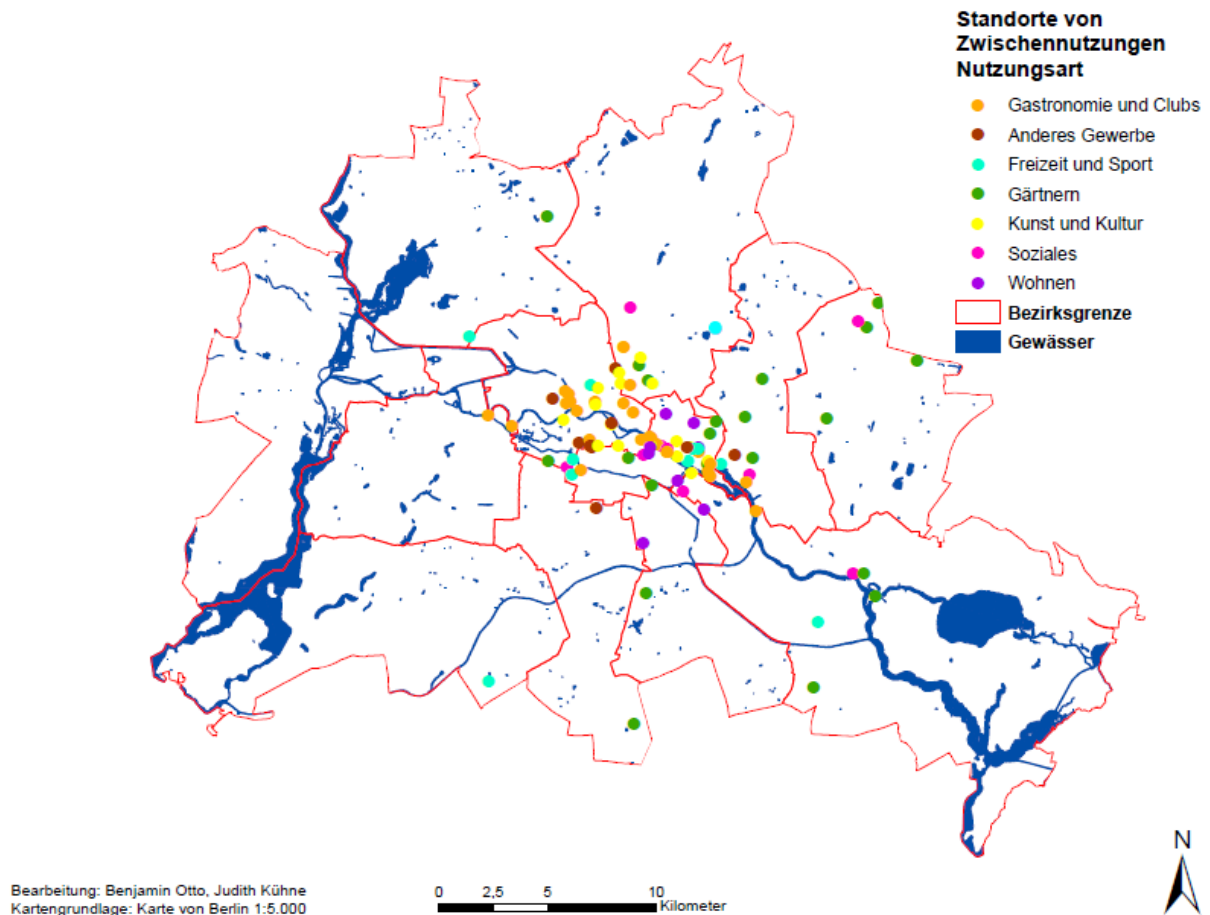 Standorte von
Zwischennutzungen
Nutzungsart
Gastronomie und Clubs
Anderes Gewerbe
Freizeit und Sport
Gärtnern
Kunst und Kultur
Soziales
Wohnen
Bezirksgrenze
Gewässer
N
Bearbeitung: Benjamin Otto, Judith Kühne
Kartengrundlage: Karte von Berlin 1:5.000
0 2,5 5 10
Kilometer